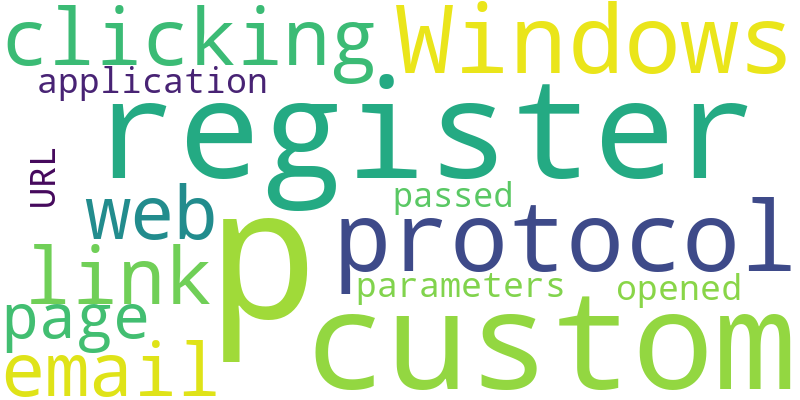 clicking
Windows
application
register
URL
web
passed
p
protocol
link
parameters
opened
page
custom
email